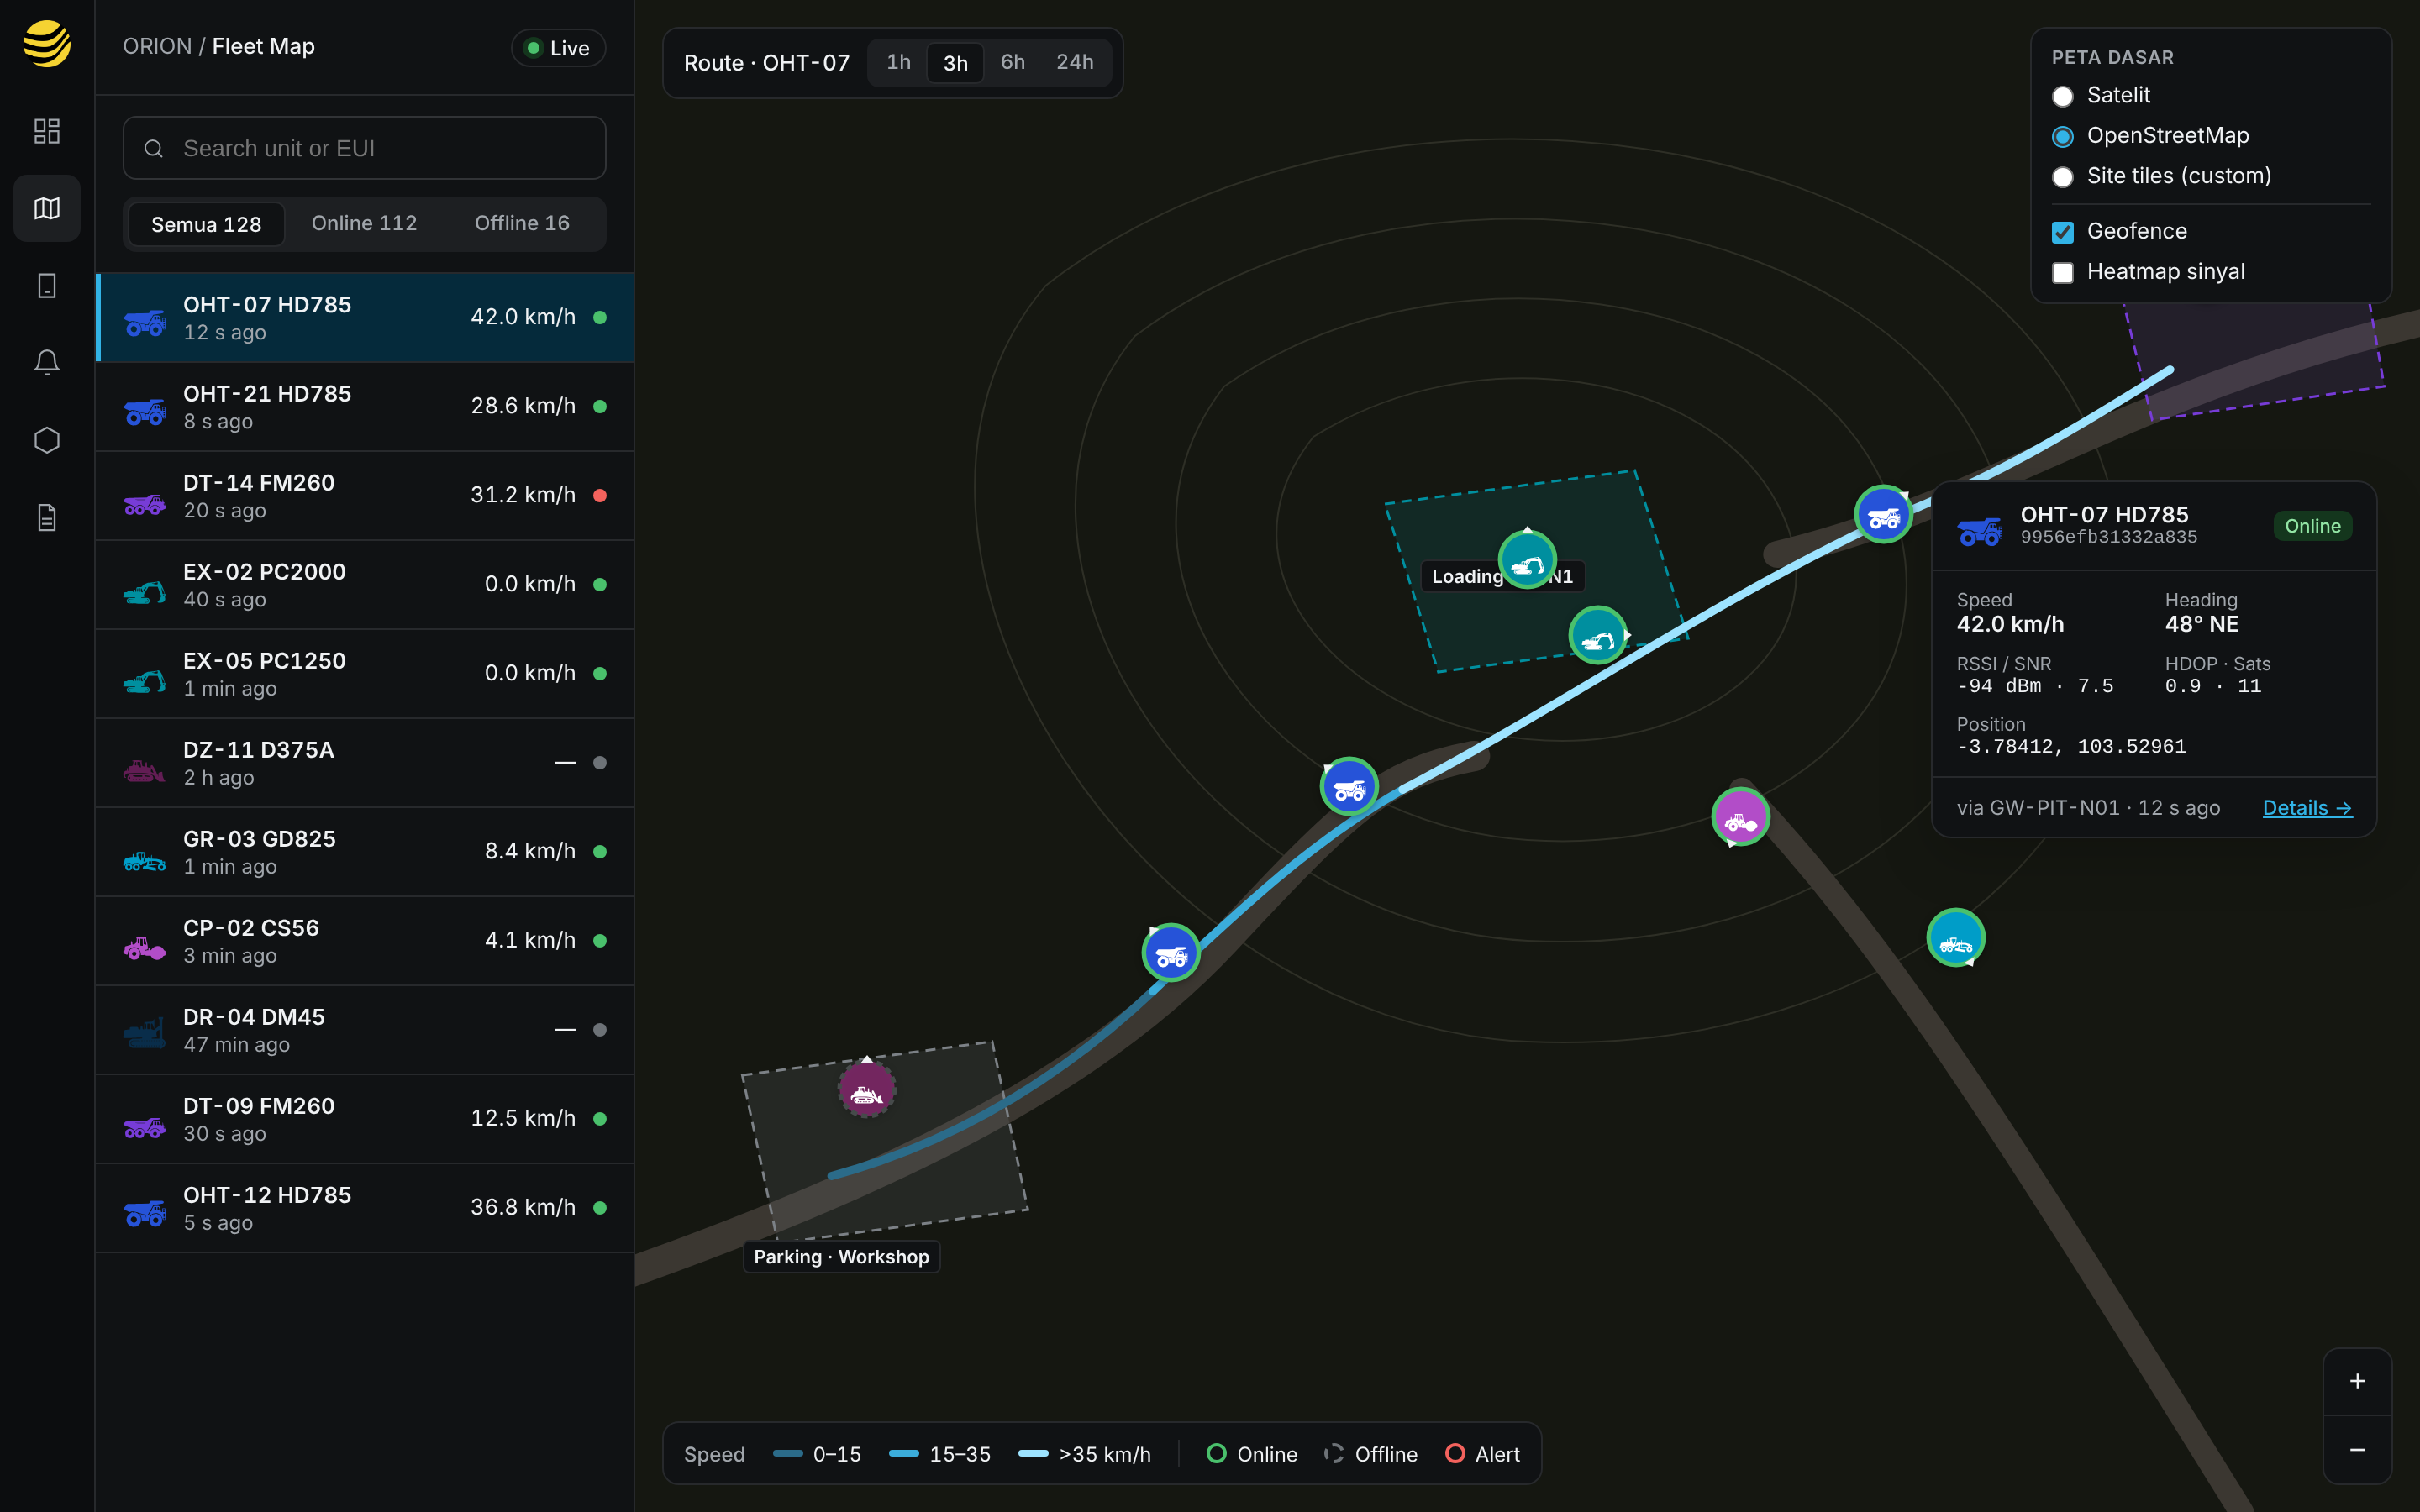 ORION / Fleet Map
Live
Search unit or EUI
Semua 128
Online 112
Offline 16
OHT-07 HD785
12 s ago
42.0 km/h
OHT-21 HD785
8 s ago
28.6 km/h
DT-14 FM260
20 s ago
31.2 km/h
EX-02 PC2000
40 s ago
0.0 km/h
EX-05 PC1250
1 min ago
0.0 km/h
DZ-11 D375A
2 h ago
—
GR-03 GD825
1 min ago
8.4 km/h
CP-02 CS56
3 min ago
4.1 km/h
DR-04 DM45
47 min ago
—
DT-09 FM260
30 s ago
12.5 km/h
OHT-12 HD785
5 s ago
36.8 km/h
Route · OHT-07
1h
3h
6h
24h
PETA DASAR
Satelit
OpenStreetMap
Site tiles (custom)
Geofence
Heatmap sinyal
Loading N1
OHT-07 HD785
9956efb31332a835
Online
Speed
42.0 km/h
Heading
48° NE
RSSI / SNR
-94 dBm · 7.5
HDOP · Sats
0.9 · 11
Position
-3.78412, 103.52961
via GW-PIT-N01 · 12 s ago
Details →
Parking · Workshop
Speed
0–15
15–35
>35 km/h
Online
Offline
Alert
+
−